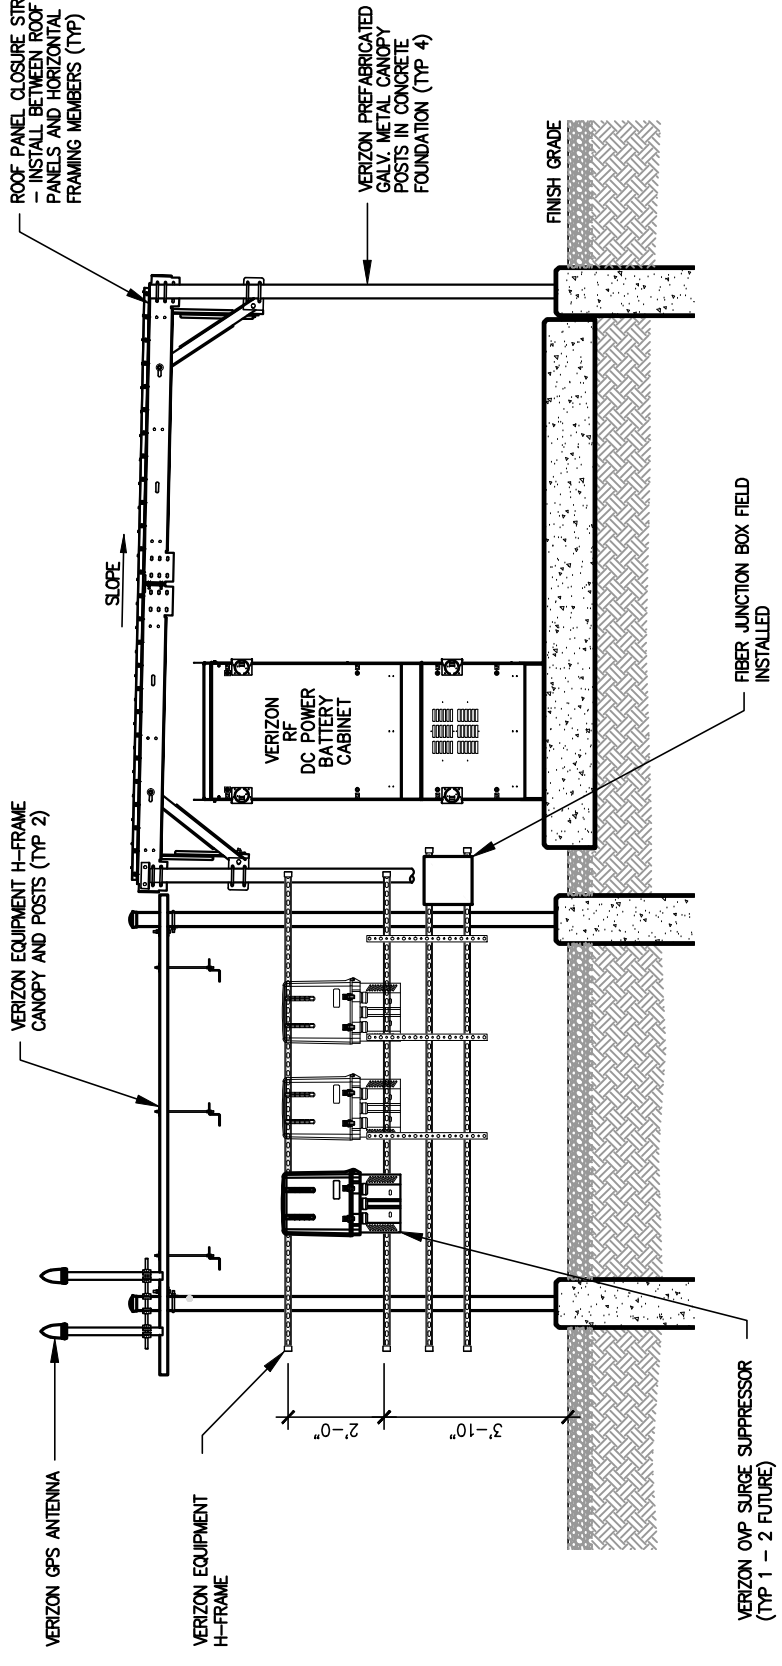 VERIZON GPS ANTENNA
VERIZON EQUIPMENT
H-FRAME
VERIZON EQUIPMENT H-FRAME
CANOPY AND POSTS (TYP 2)
ROOF PANEL CLOSURE STR
- INSTALL BETWEEN ROOF
PANELS AND HORIZONTAL
FRAMING MEMBERS (TYP)
SLOPE
VERIZON
RF
DC POWER
BATTERY
CABINET
VERIZON PREFABRICATED
GALV. METAL CANOPY
POSTS IN CONCRETE
FOUNDATION (TYP 4)
FINISH GRADE
2'-0"
3'-10"
VERIZON OVP SURGE SUPPRESSOR
(TYP 1 - 2 FUTURE)
FIBER JUNCTION BOX FIELD
INSTALLED